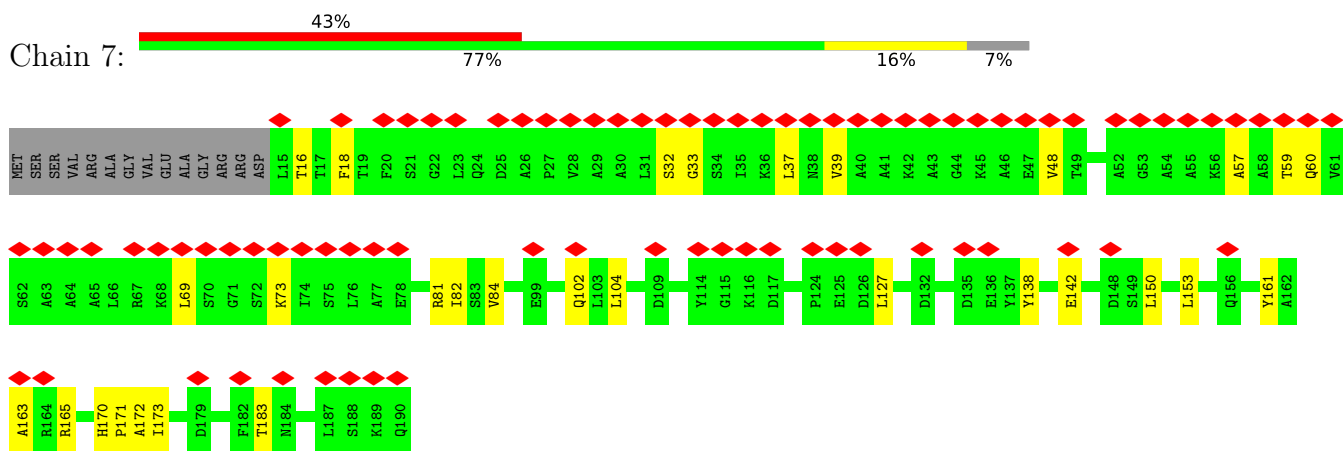 43%
Chain 7:
77% 16% 7%
MET SER SER VAL ARG ALA GLY VAL GLU ALA GLY ARG ARG ASP L15 T16 T17 F18 T19 F20 S21 G22 L23 Q24 D25 A26 P27 V28 A29 A30 L31 S32 G33 S34 I35 K36 L37 N38 V39 A40 A41 K42 A43 G44 K45 A46 E47 V48 T49 A52 G53 A54 A55 K56 A57 A58 T59 Q60 V61
S62 A63 A64 A65 L66 R67 K68 L69 S70 G71 S72 K73 I74 S75 L76 A77 E78 R81 I82 S83 V84 E99 Q102 L103 L104 D109 Y114 G115 K116 D117 P124 E125 D126 L127 D132 D135 E136 Y137 Y138 E142 D148 S149 L150 L153 Q156 Y161 A162
A163 R164 R165 H170 P171 A172 I173 D179 F182 T183 N184 L187 S188 K189 Q190